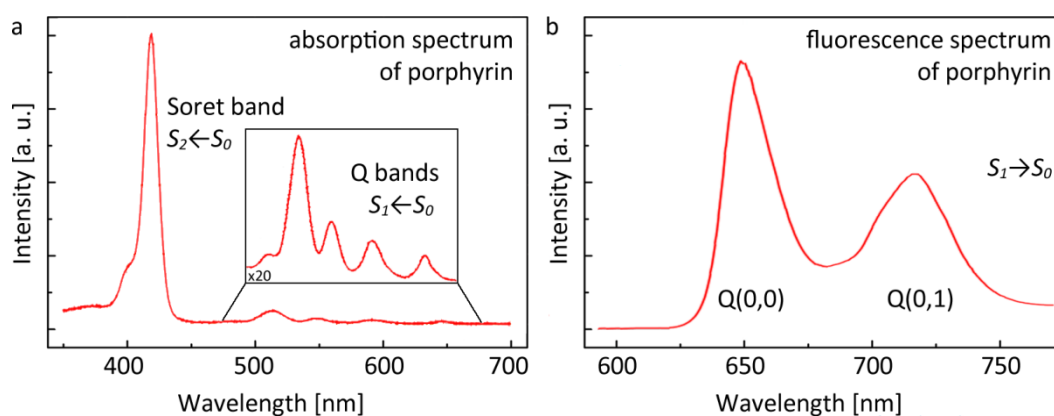 a
absorption spectrum
of porphyrin
Soret band
S₂←S₀
Q bands
S₁←S₀
x20
Intensity [a. u.]
400 500 600 700
Wavelength [nm]
b
fluorescence spectrum
of porphyrin
S₁→S₀
Q(0,0) Q(0,1)
Intensity [a. u.]
600 650 700 750
Wavelength [nm]